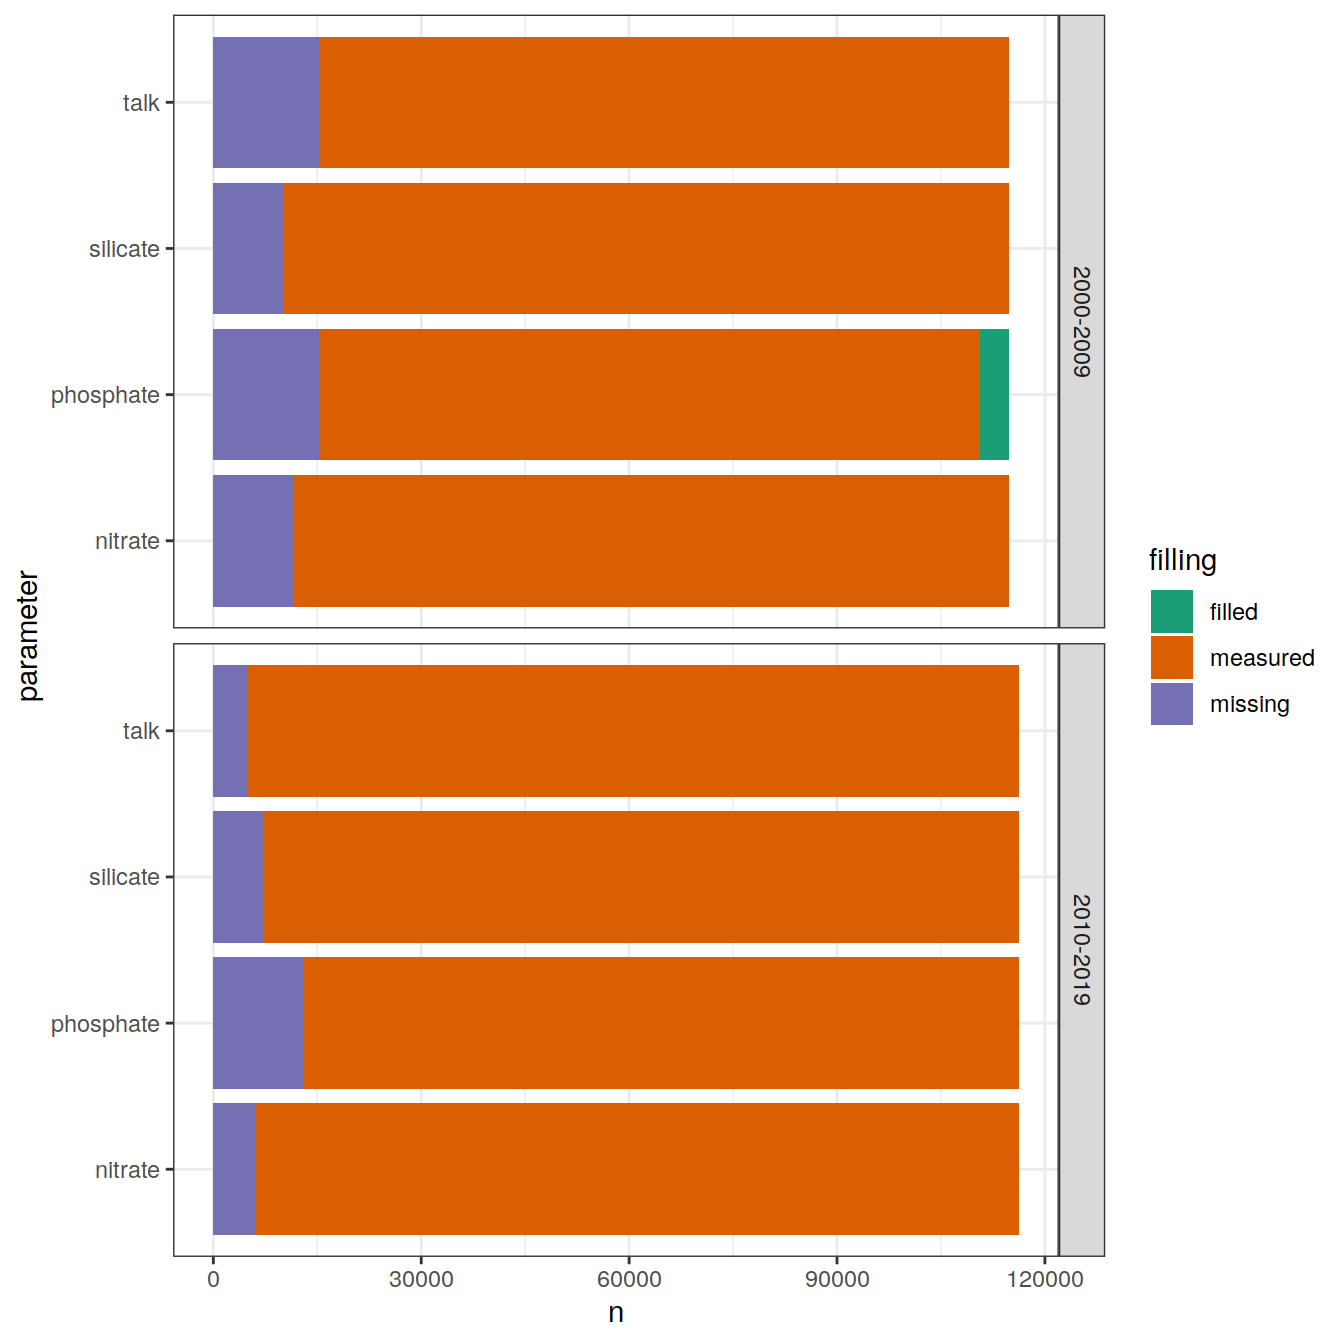 talk
silicate
phosphate
nitrate
2000-2009
talk
silicate
phosphate
nitrate
2010-2019
parameter
0 30000 60000 90000 120000
n
filling
filled
measured
missing